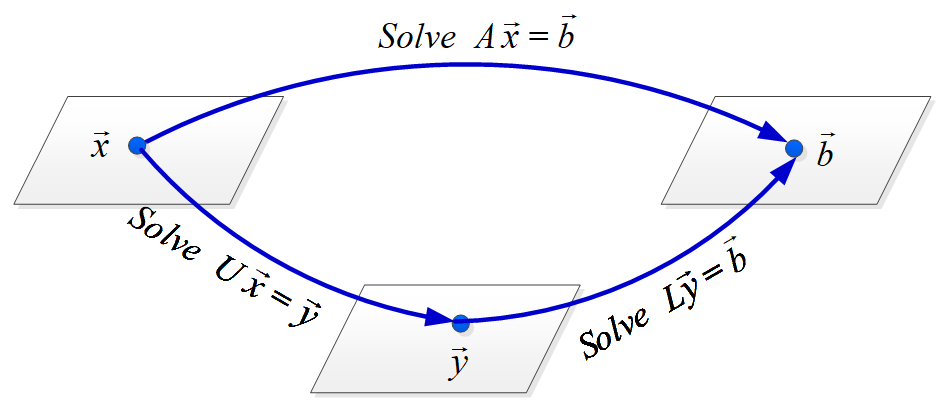 Solve A x⃗ = b⃗
x⃗
b⃗
Solve U x⃗ = y⃗
Solve L y⃗ = b⃗
y⃗